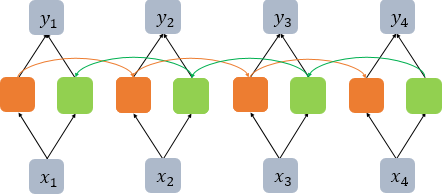 y₁ y₂ y₃ y₄
x₁ x₂ x₃ x₄